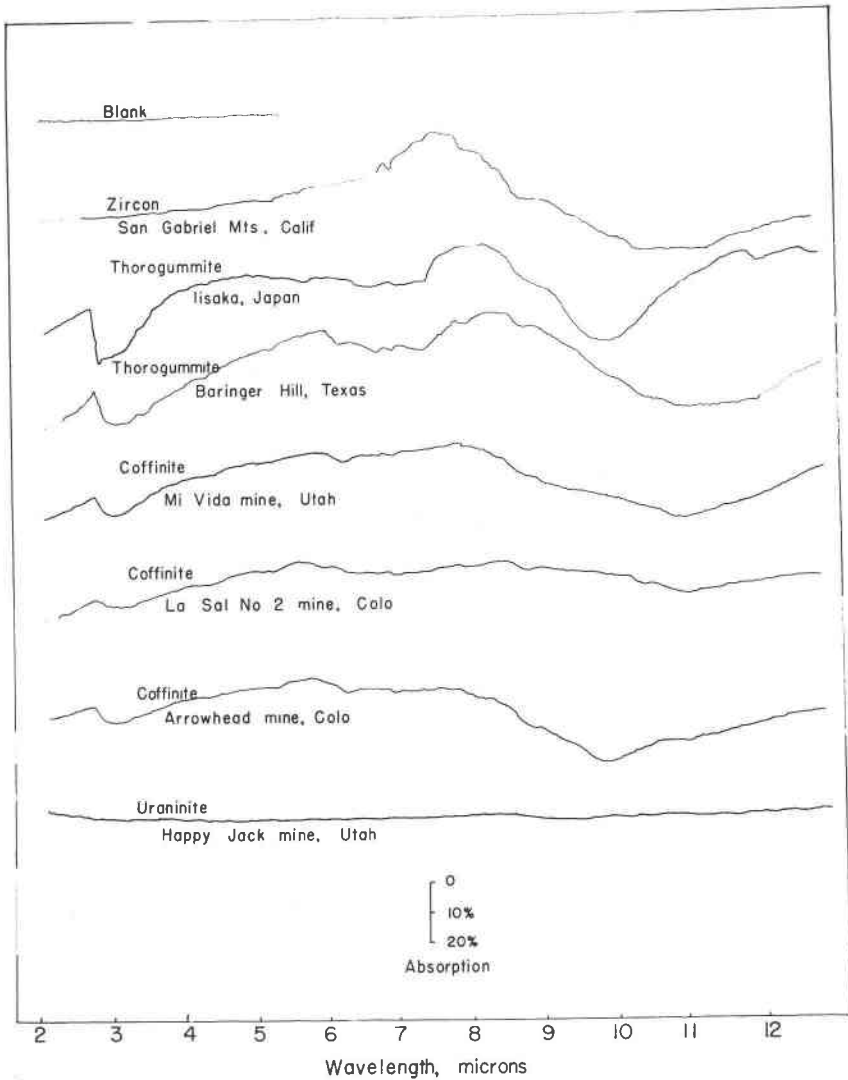 Blank
Zircon
San Gabriel Mts. Calif
Thorogummite
Iisaka, Japan
Thorogummite
Baringer Hill, Texas
Coffinite
Mi Vida mine, Utah
Coffinite
La Sal No 2 mine, Colo
Coffinite
Arrowhead mine, Colo
Uraninite
Happy Jack mine, Utah
0
10%
20%
Absorption
2 3 4 5 6 7 8 9 10 11 12
Wavelength, microns